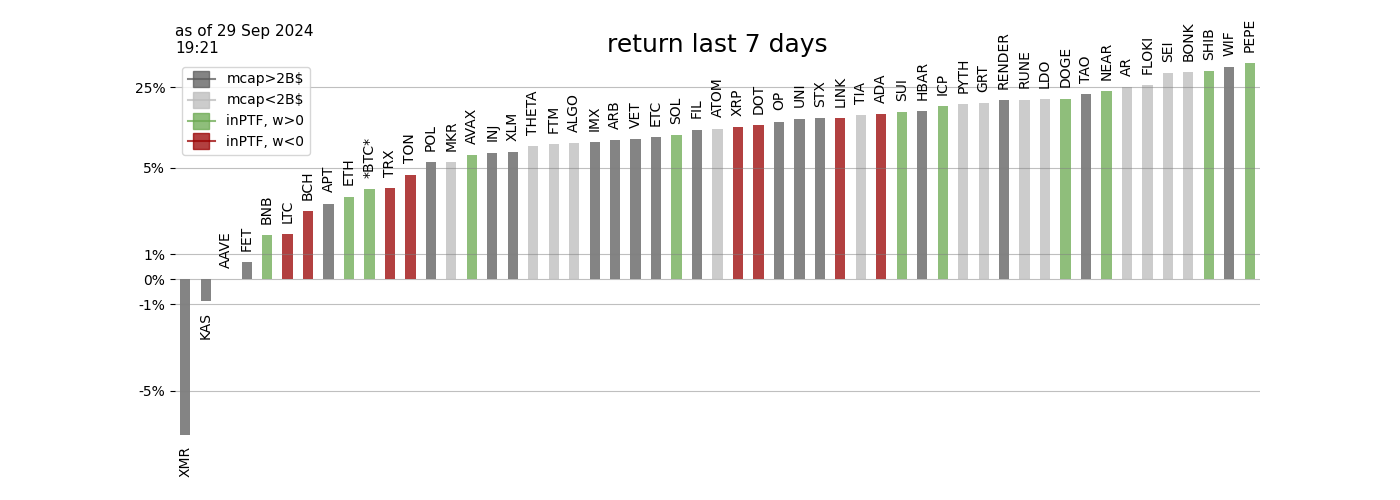 as of 29 Sep 2024
19:21
return last 7 days
mcap>2B$
mcap<2B$
inPTF, w>0
inPTF, w<0
25%
5%
1%
0%
-1%
-5%
XMR
KAS
AAVE
FET
BNB
LTC
BCH
APT
ETH
*BTC*
TRX
TON
POL
MKR
AVAX
INJ
XLM
THETA
FTM
ALGO
IMX
ARB
VET
ETC
SOL
FIL
ATOM
XRP
DOT
OP
UNI
STX
LINK
TIA
ADA
SUI
HBAR
ICP
PYTH
GRT
RENDER
RUNE
LDO
DOGE
TAO
NEAR
AR
FLOKI
SEI
BONK
SHIB
WIF
PEPE